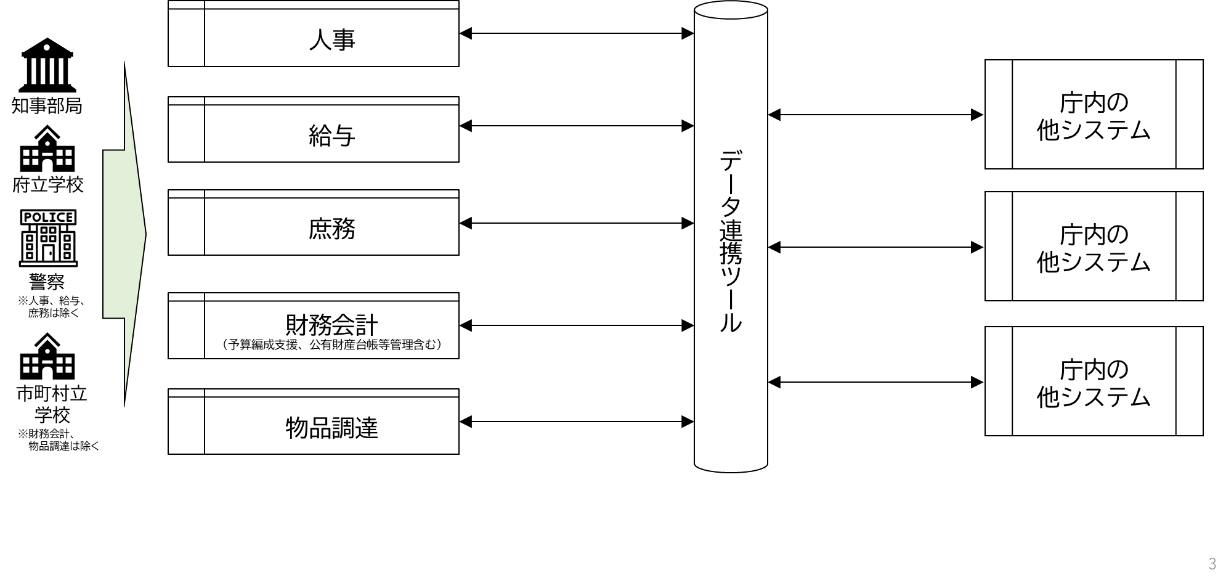 知事部局
府立学校
POLICE
警察
※人事、給与、
庶務は除く
市町村立
学校
※財務会計、
物品調達は除く
人事
給与
庶務
財務会計
(予算編成支援、公有財産台帳等管理含む)
物品調達
データ連携ツール
庁内の
他システム
庁内の
他システム
庁内の
他システム
3